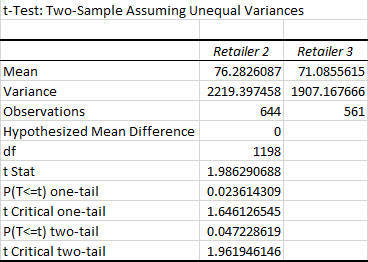 t-Test: Two-Sample Assuming Unequal Variances
Retailer 2 Retailer 3
Mean 76.2826087 71.0855615
Variance 2219.397458 1907.167666
Observations 644 561
Hypothesized Mean Difference 0
df 1198
t Stat 1.986290688
P(T<=t) one-tail 0.023614309
t Critical one-tail 1.646126545
P(T<=t) two-tail 0.047228619
t Critical two-tail 1.961946146